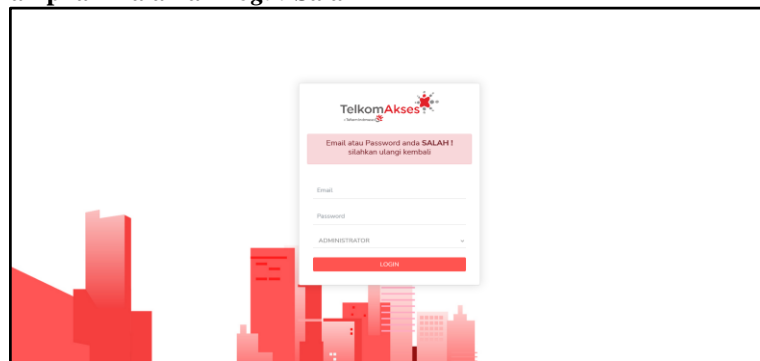 TelkomAkses
Email atau Password anda SALAH !
silahkan ulangi kembali
Email
Password
ADMINISTRATOR
LOGIN